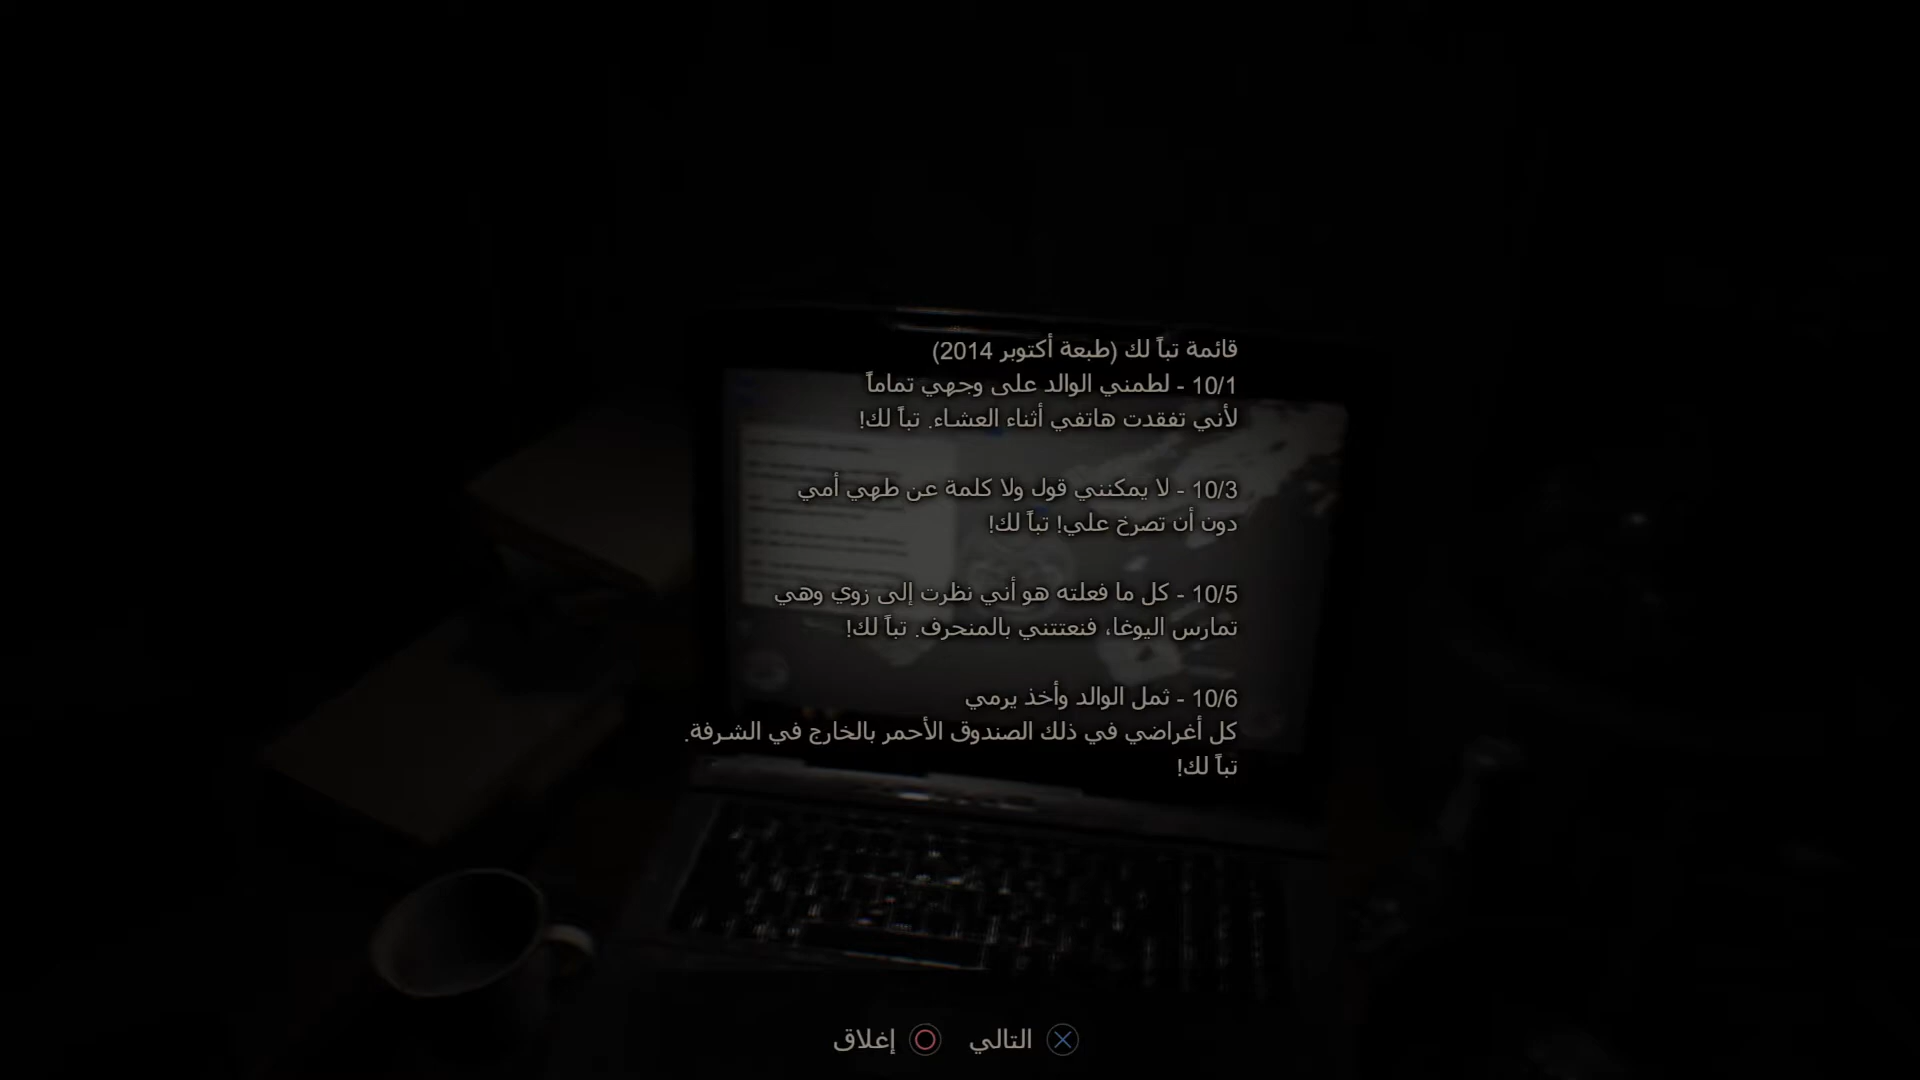 قائمة تباً لك (طبعة أكتوبر 2014)
10/1 - لطمني الوالد على وجهي تماماً
لأني تفقدت هاتفي أثناء العشاء. تباً لك!
10/3 - لا يمكنني قول ولا كلمة عن طهي أمي
دون أن تصرخ علي! تباً لك!
10/5 - كل ما فعلته هو أني نظرت إلى زوي وهي
تمارس اليوغا، فنعتتني بالمنحرف. تباً لك!
10/6 - ثمل الوالد وأخذ يرمي
كل أغراضي في ذلك الصندوق الأحمر بالخارج في الشرفة.
تباً لك!
التالي إغلاق